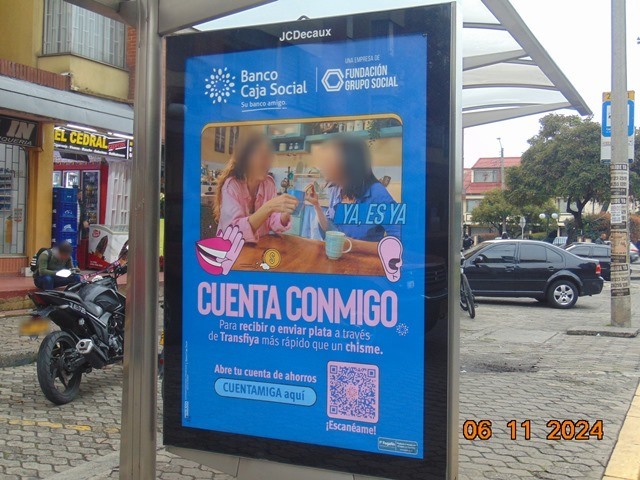 JCDecaux
Banco
Caja Social
Su banco amigo.
UNA EMPRESA DE
FUNDACIÓN
GRUPO SOCIAL
YA, ES YA
CUENTA CONMIGO
Para recibir o enviar plata a través
de Transfiya más rápido que un chisme.
Abre tu cuenta de ahorros
CUENTAMIGA aquí
¡Escanéame!
EL CEDRAL
06 11 2024